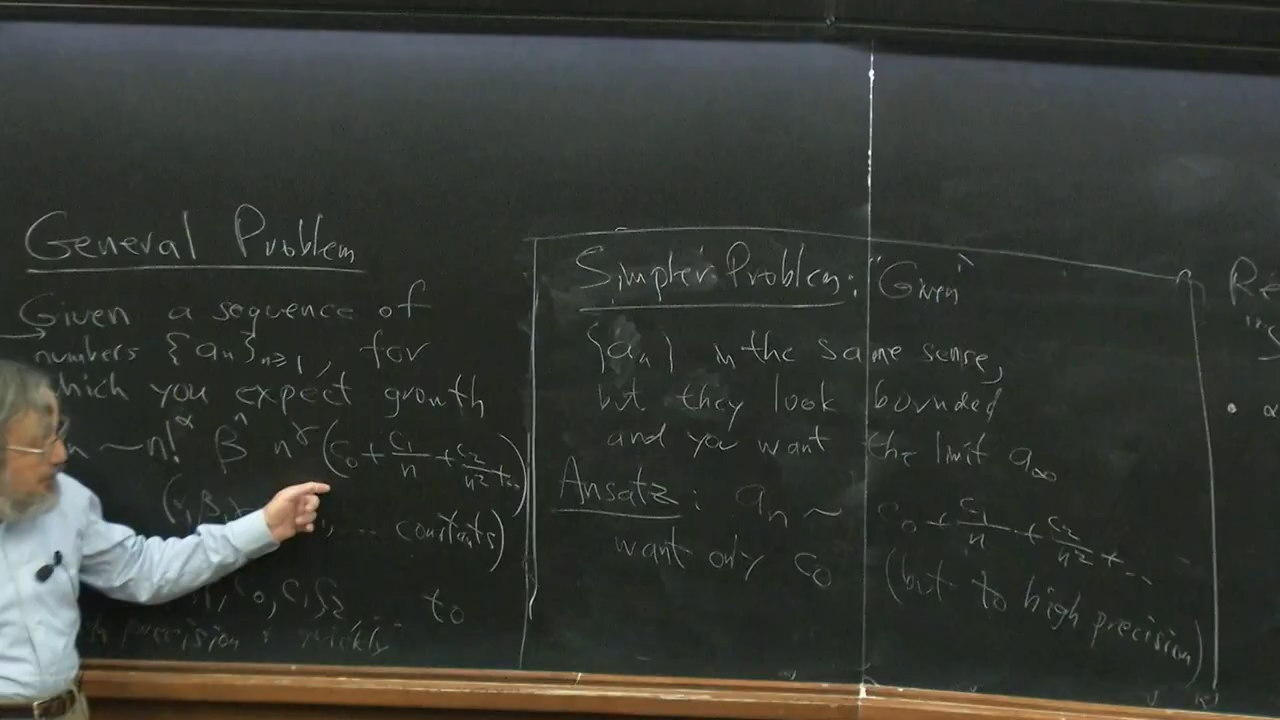 General Problem
Given a sequence of
numbers {aₙ}ₙ≥₁, for
which you expect growth
n ~ n!^α βⁿ n^γ (c₀ + c₁/n + c₂/n² + ...)
constants)
c₀, c₁, ... to
precision & quickly
Simpler Problem: "Given"
{aₙ} in the same sense,
but they look bounded
and you want the limit a∞
Ansatz: aₙ ~ c₀ + c₁/n + c₂/n² + ...
want only c₀ (but to high precision)